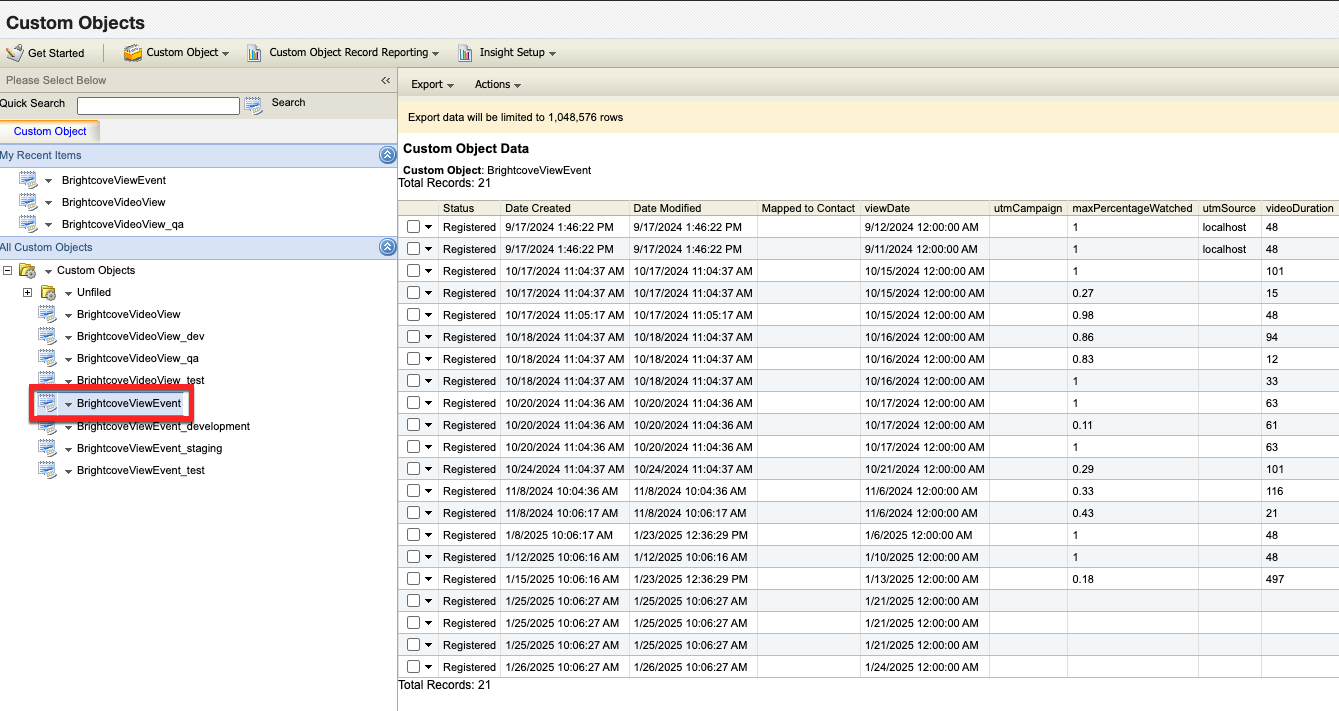 Custom Objects
Get Started Custom Object Custom Object Record Reporting Insight Setup
Please Select Below
Quick Search Search
Custom Object
My Recent Items
BrightcoveViewEvent
BrightcoveVideoView
BrightcoveVideoView_qa
All Custom Objects
Custom Objects
Unfiled
BrightcoveVideoView
BrightcoveVideoView_dev
BrightcoveVideoView_qa
BrightcoveVideoView_test
BrightcoveViewEvent
BrightcoveViewEvent_development
BrightcoveViewEvent_staging
BrightcoveViewEvent_test
Export Actions
Export data will be limited to 1,048,576 rows
Custom Object Data
Custom Object: BrightcoveViewEvent
Total Records: 21
Status Date Created Date Modified Mapped to Contact viewDate utmCampaign maxPercentageWatched utmSource videoDuration
Registered 9/17/2024 1:46:22 PM 9/17/2024 1:46:22 PM 9/12/2024 12:00:00 AM 1 localhost 48
Registered 9/17/2024 1:46:22 PM 9/17/2024 1:46:22 PM 9/11/2024 12:00:00 AM 1 localhost 48
Registered 10/17/2024 11:04:37 AM 10/17/2024 11:04:37 AM 10/15/2024 12:00:00 AM 1 101
Registered 10/17/2024 11:04:37 AM 10/17/2024 11:04:37 AM 10/15/2024 12:00:00 AM 0.27 15
Registered 10/17/2024 11:05:17 AM 10/17/2024 11:05:17 AM 10/15/2024 12:00:00 AM 0.98 48
Registered 10/18/2024 11:04:37 AM 10/18/2024 11:04:37 AM 10/16/2024 12:00:00 AM 0.86 94
Registered 10/18/2024 11:04:37 AM 10/18/2024 11:04:37 AM 10/16/2024 12:00:00 AM 0.83 12
Registered 10/18/2024 11:04:37 AM 10/18/2024 11:04:37 AM 10/16/2024 12:00:00 AM 1 33
Registered 10/20/2024 11:04:36 AM 10/20/2024 11:04:36 AM 10/17/2024 12:00:00 AM 1 63
Registered 10/20/2024 11:04:36 AM 10/20/2024 11:04:36 AM 10/17/2024 12:00:00 AM 0.11 61
Registered 10/20/2024 11:04:36 AM 10/20/2024 11:04:36 AM 10/17/2024 12:00:00 AM 1 63
Registered 10/24/2024 11:04:37 AM 10/24/2024 11:04:37 AM 10/21/2024 12:00:00 AM 0.29 101
Registered 11/8/2024 10:04:36 AM 11/8/2024 10:04:36 AM 11/6/2024 12:00:00 AM 0.33 116
Registered 11/8/2024 10:06:17 AM 11/8/2024 10:06:17 AM 11/6/2024 12:00:00 AM 0.43 21
Registered 1/8/2025 10:06:17 AM 1/23/2025 12:36:29 PM 1/6/2025 12:00:00 AM 1 48
Registered 1/12/2025 10:06:16 AM 1/12/2025 10:06:16 AM 1/10/2025 12:00:00 AM 1 48
Registered 1/15/2025 10:06:16 AM 1/23/2025 12:36:29 PM 1/13/2025 12:00:00 AM 0.18 497
Registered 1/25/2025 10:06:27 AM 1/25/2025 10:06:27 AM 1/21/2025 12:00:00 AM
Registered 1/25/2025 10:06:27 AM 1/25/2025 10:06:27 AM 1/21/2025 12:00:00 AM
Registered 1/25/2025 10:06:27 AM 1/25/2025 10:06:27 AM 1/21/2025 12:00:00 AM
Registered 1/26/2025 10:06:27 AM 1/26/2025 10:06:27 AM 1/24/2025 12:00:00 AM
Total Records: 21